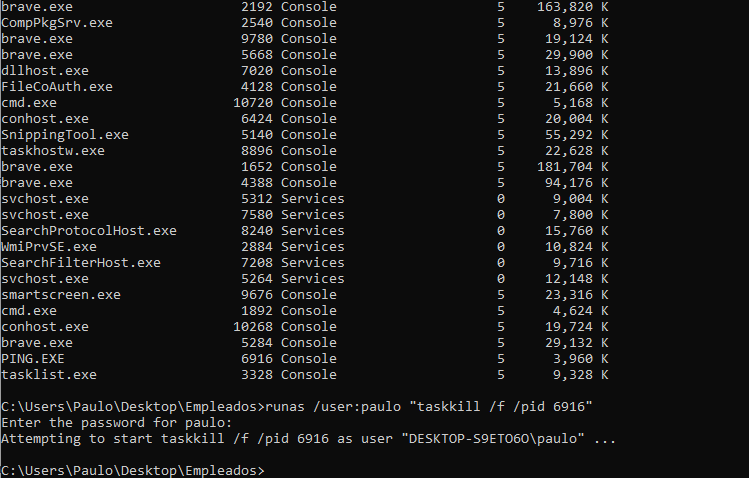 brave.exe 2192 Console 5 163,820 K
CompPkgSrv.exe 2540 Console 5 8,976 K
brave.exe 9780 Console 5 19,124 K
brave.exe 5668 Console 5 29,900 K
dllhost.exe 7020 Console 5 13,896 K
FileCoAuth.exe 4128 Console 5 21,660 K
cmd.exe 10720 Console 5 5,168 K
conhost.exe 6424 Console 5 20,004 K
SnippingTool.exe 5140 Console 5 55,292 K
taskhostw.exe 8896 Console 5 22,628 K
brave.exe 1652 Console 5 181,704 K
brave.exe 4388 Console 5 94,176 K
svchost.exe 5312 Services 0 9,004 K
svchost.exe 7580 Services 0 7,800 K
SearchProtocolHost.exe 8240 Services 0 15,760 K
WmiPrvSE.exe 2884 Services 0 10,824 K
SearchFilterHost.exe 7208 Services 0 9,716 K
svchost.exe 5264 Services 0 12,148 K
smartscreen.exe 9676 Console 5 23,316 K
cmd.exe 1892 Console 5 4,624 K
conhost.exe 10268 Console 5 19,724 K
brave.exe 5284 Console 5 29,132 K
PING.EXE 6916 Console 5 3,960 K
tasklist.exe 3328 Console 5 9,328 K
C:\Users\Paulo\Desktop\Empleados>runas /user:paulo "taskkill /f /pid 6916"
Enter the password for paulo:
Attempting to start taskkill /f /pid 6916 as user "DESKTOP-S9ETO6O\paulo" ...
C:\Users\Paulo\Desktop\Empleados>